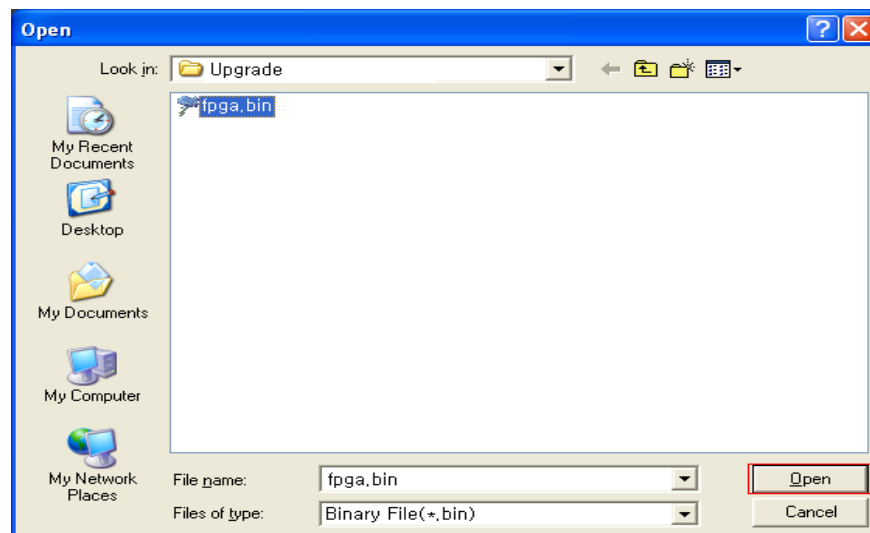 Open
Look in: Upgrade
fpga.bin
My Recent
Documents
Desktop
My Documents
My Computer
My Network
Places
File name: fpga.bin Open
Files of type: Binary File(*.bin) Cancel